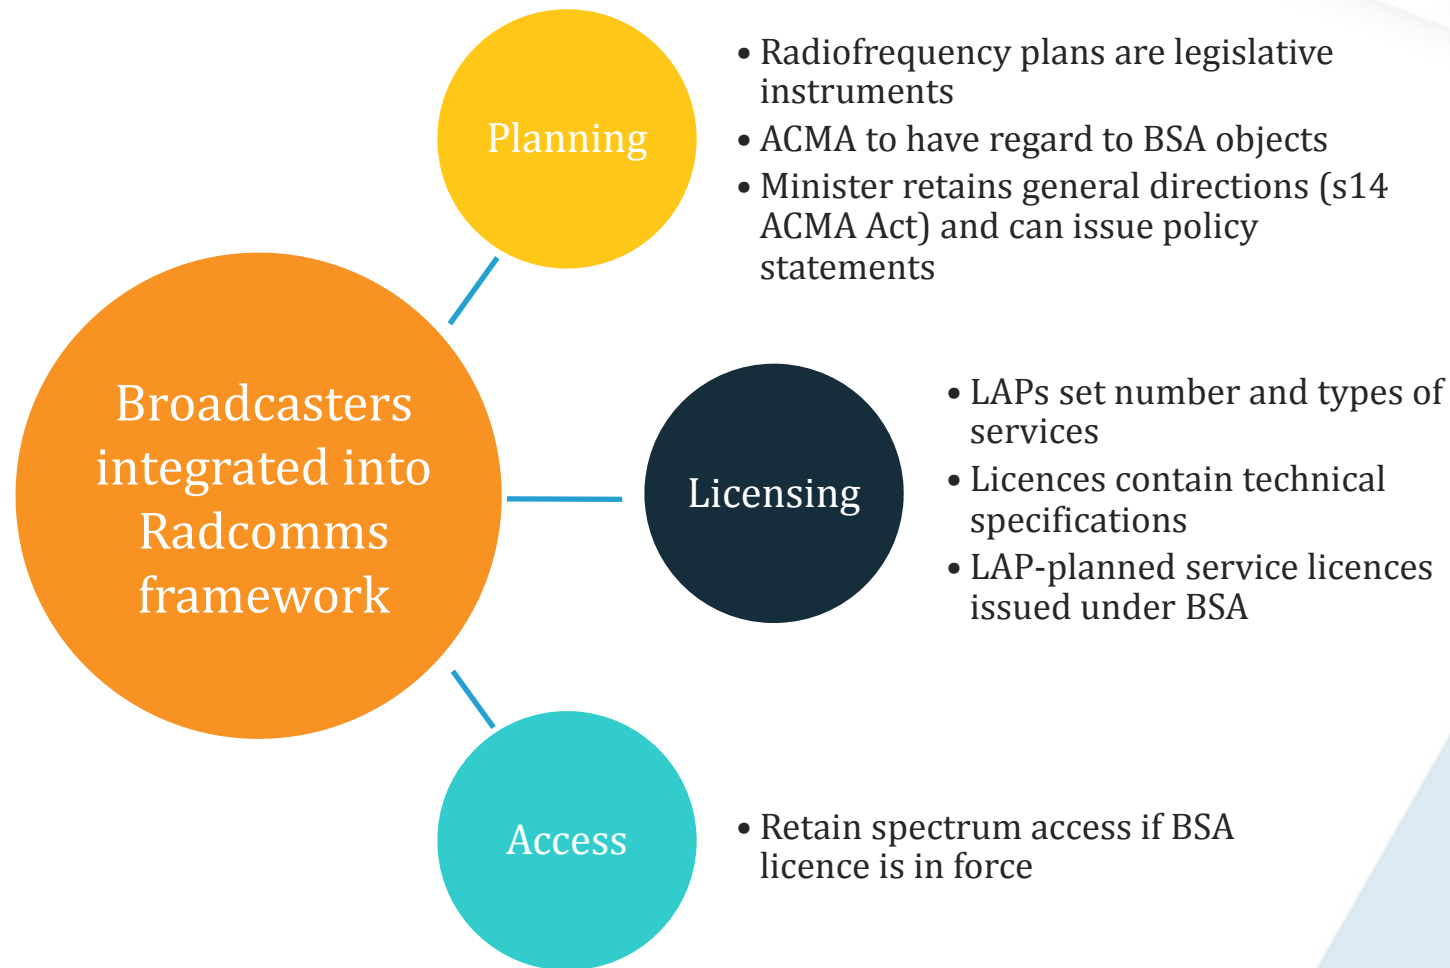 Planning
• Radiofrequency plans are legislative
instruments
• ACMA to have regard to BSA objects
• Minister retains general directions (s14
ACMA Act) and can issue policy
statements
Broadcasters
integrated into
Radcomms
framework
Licensing
• LAPs set number and types of
services
• Licences contain technical
specifications
• LAP-planned service licences
issued under BSA
Access
• Retain spectrum access if BSA
licence is in force